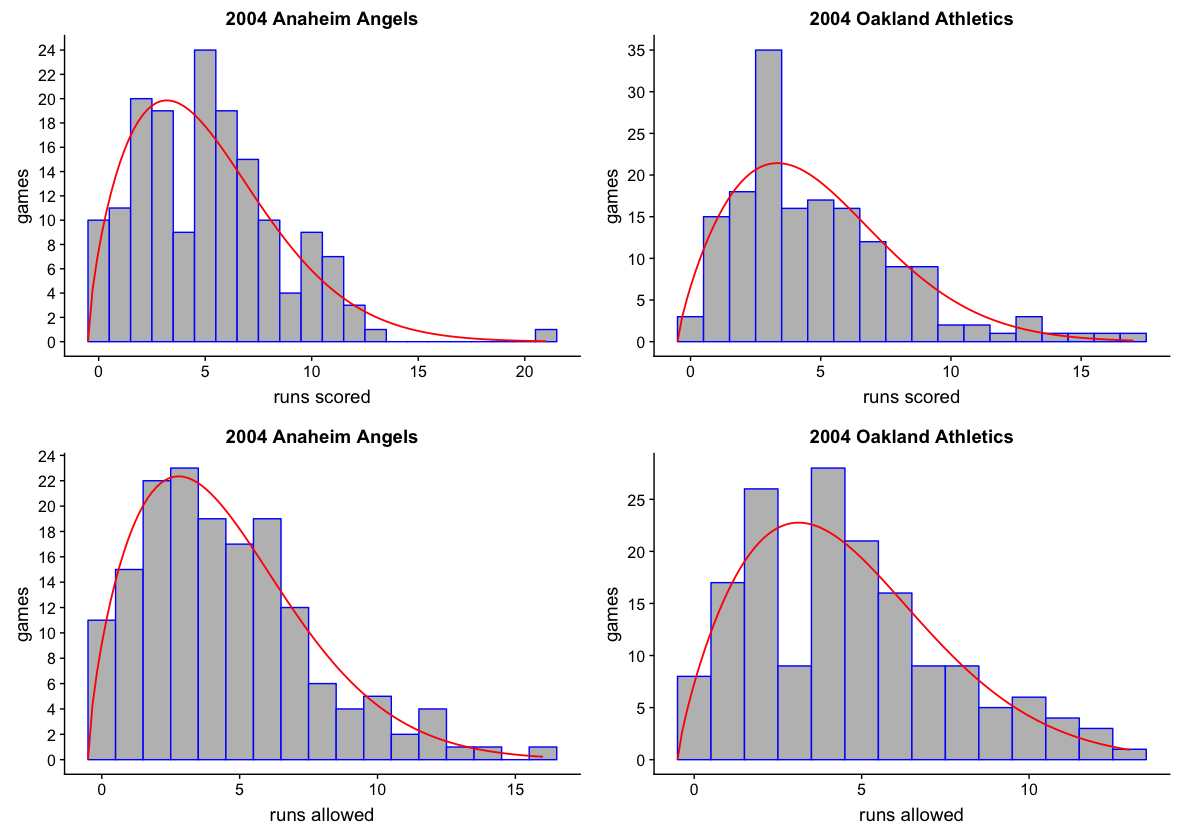 2004 Anaheim Angels
games
24
22
20
18
16
14
12
10
8
6
4
2
0
0 5 10 15 20
runs scored
2004 Oakland Athletics
games
35
30
25
20
15
10
5
0
0 5 10 15
runs scored
2004 Anaheim Angels
games
24
22
20
18
16
14
12
10
8
6
4
2
0
0 5 10 15
runs allowed
2004 Oakland Athletics
games
25
20
15
10
5
0
0 5 10
runs allowed